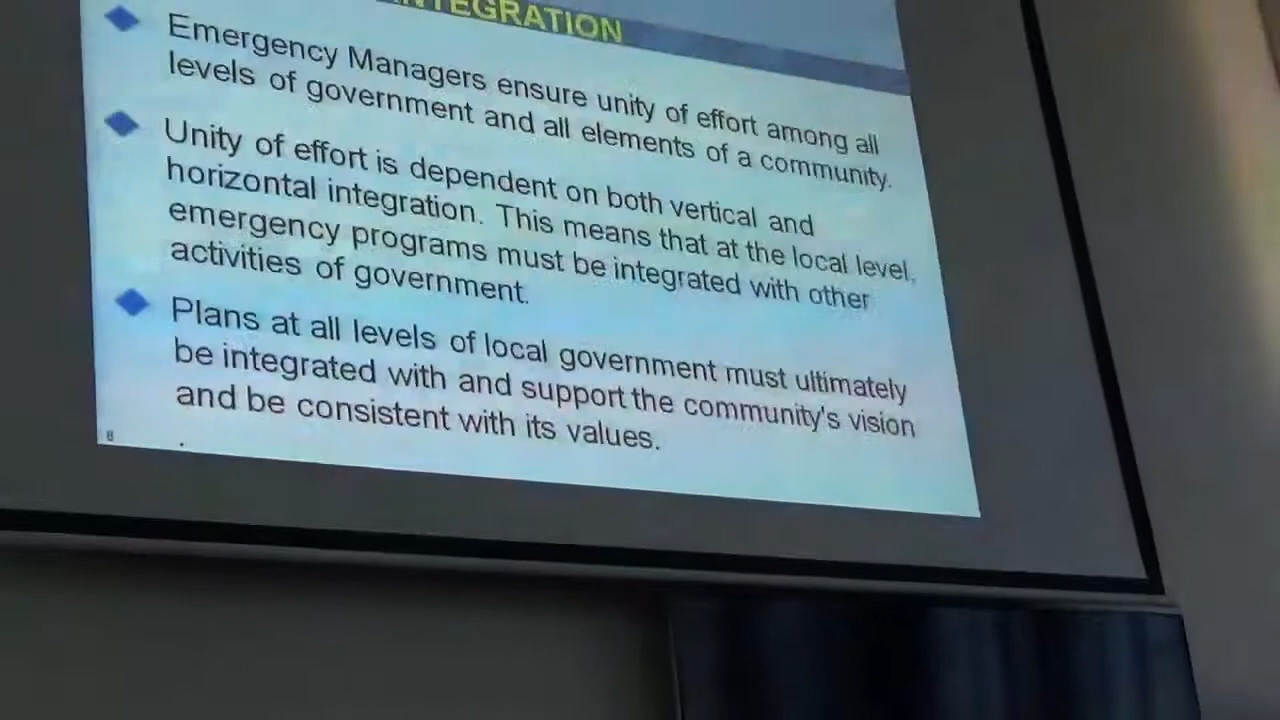 INTEGRATION
Emergency Managers ensure unity of effort among all
levels of government and all elements of a community.
Unity of effort is dependent on both vertical and
horizontal integration. This means that at the local level,
emergency programs must be integrated with other
activities of government.
Plans at all levels of local government must ultimately
be integrated with and support the community's vision
and be consistent with its values.